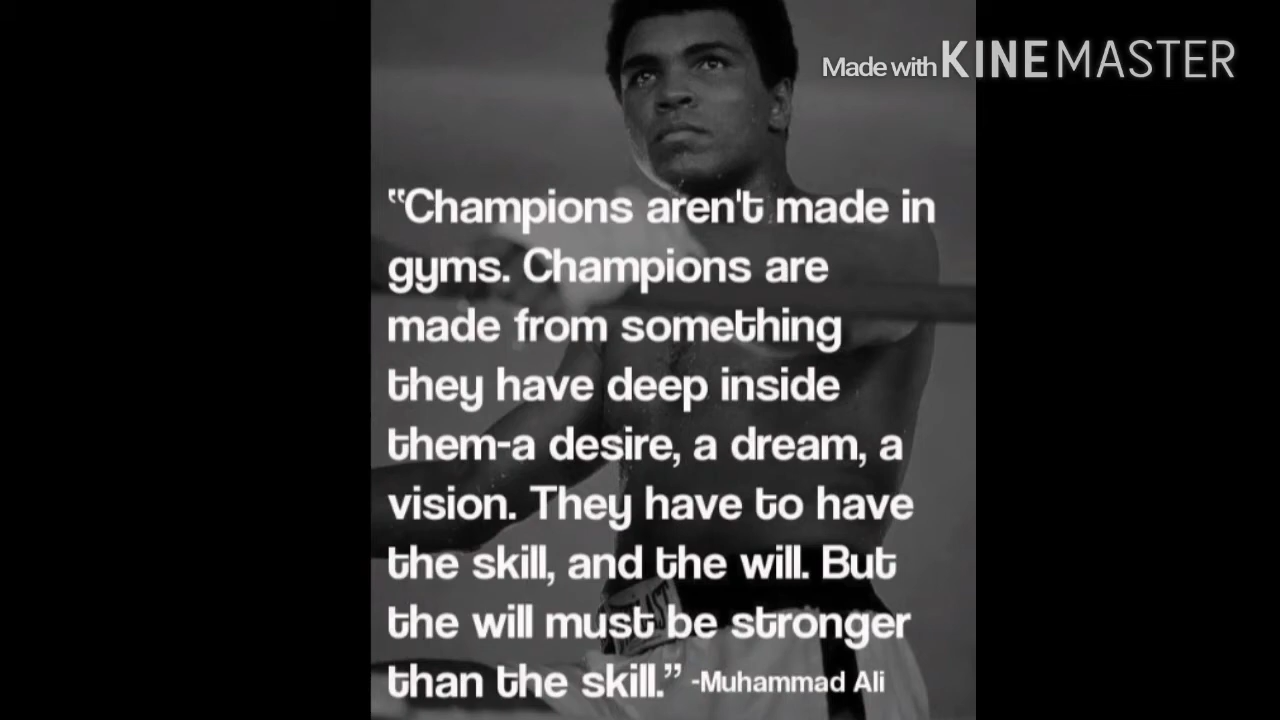 Made with KINEMASTER
“Champions aren't made in
gyms. Champions are
made from something
they have deep inside
them-a desire, a dream, a
vision. They have to have
the skill, and the will. But
the will must be stronger
than the skill.” -Muhammad Ali